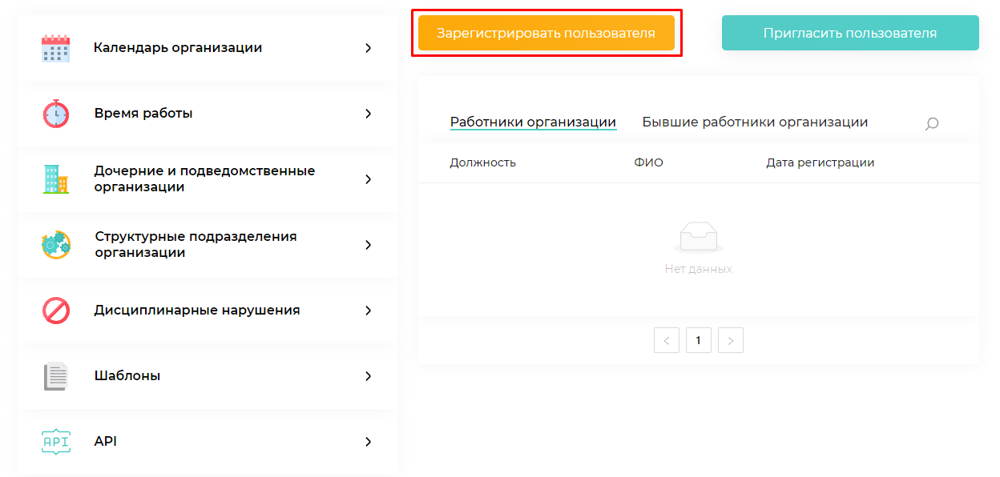 Календарь организации
Время работы
Дочерние и подведомственные
организации
Структурные подразделения
организации
Дисциплинарные нарушения
Шаблоны
API
API
Зарегистрировать пользователя
Пригласить пользователя
Работники организации
Бывшие работники организации
Должность
ФИО
Дата регистрации
Нет данных
< 1 >